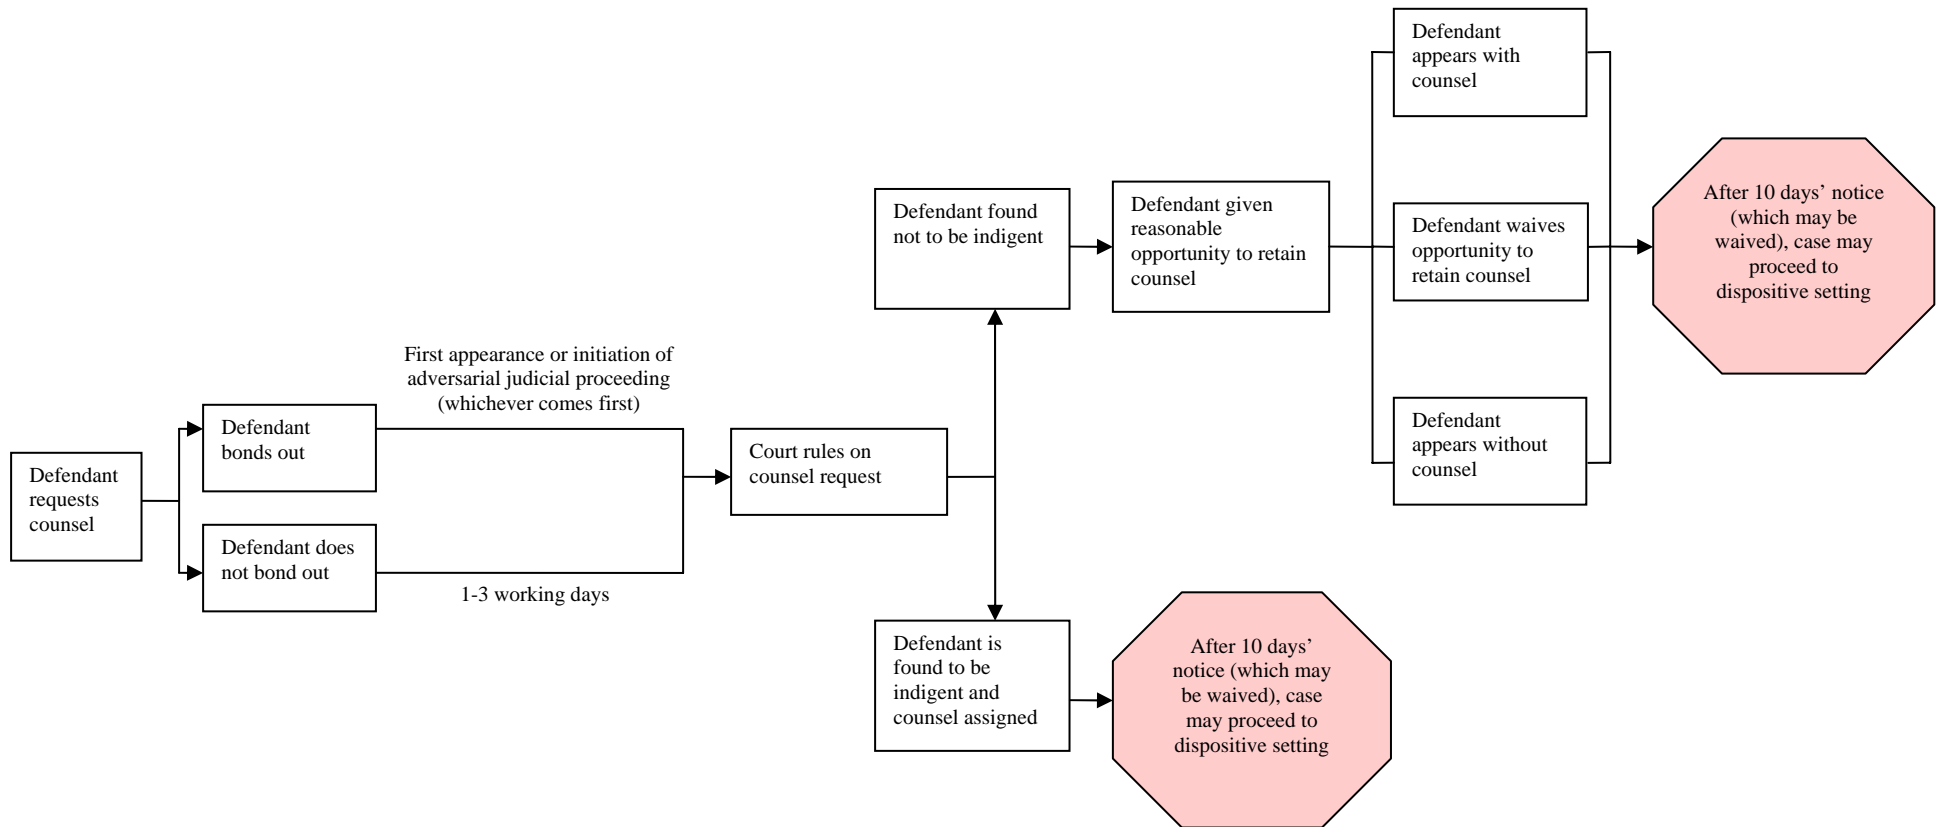 Defendant
requests
counsel
Defendant
bonds out
Defendant does
not bond out
First appearance or initiation of
adversarial judicial proceeding
(whichever comes first)
1-3 working days
Court rules on
counsel request
Defendant found
not to be indigent
Defendant given
reasonable
opportunity to retain
counsel
Defendant
appears with
counsel
Defendant waives
opportunity to
retain counsel
Defendant
appears without
counsel
After 10 days’ notice
(which may be
waived), case may
proceed to
dispositive setting
Defendant is
found to be
indigent and
counsel assigned
After 10 days’
notice (which may
be waived), case
may proceed to
dispositive setting